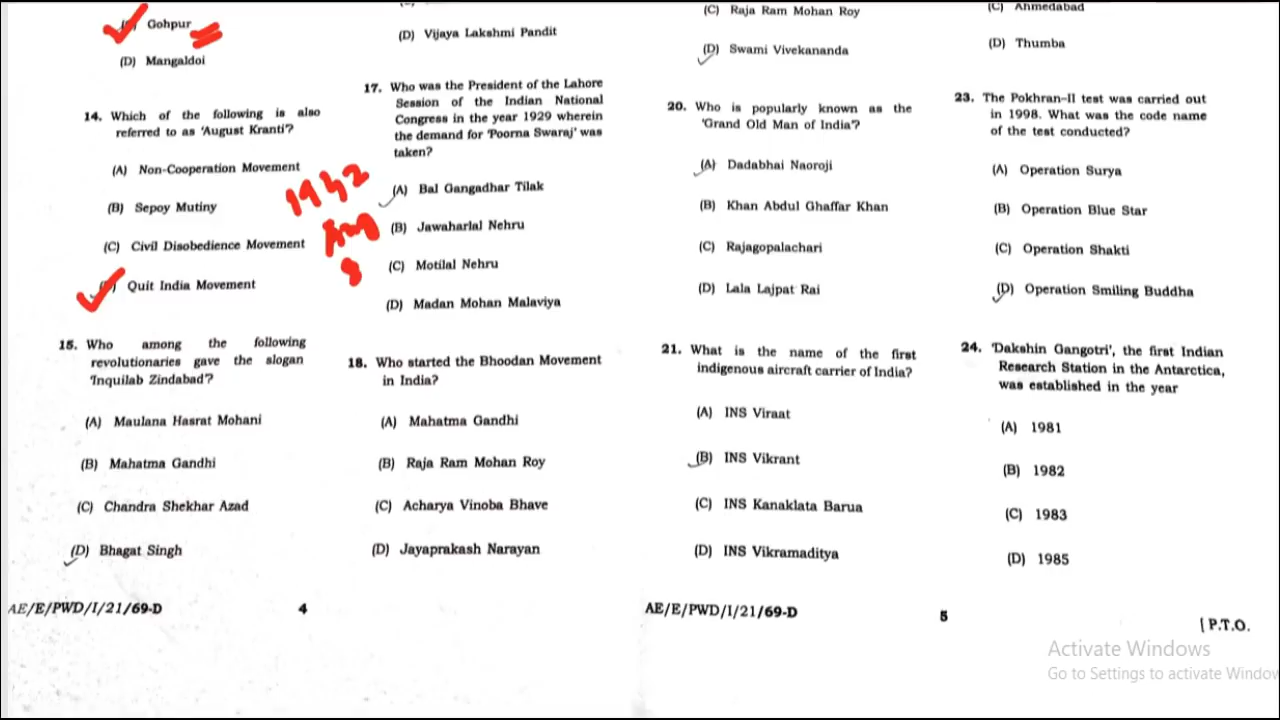 (C) Gohpur
(D) Mangaldoi
14. Which of the following is also
referred to as 'August Kranti'?
(A) Non-Cooperation Movement
(B) Sepoy Mutiny
(C) Civil Disobedience Movement
Quit India Movement
15. Who among the following
revolutionaries gave the slogan
'Inquilab Zindabad'?
(A) Maulana Hasrat Mohani
(B) Mahatma Gandhi
(C) Chandra Shekhar Azad
(D) Bhagat Singh
AE/E/PWD/I/21/69-D
4
(D) Vijaya Lakshmi Pandit
17. Who was the President of the Lahore
Session of the Indian National
Congress in the year 1929 wherein
the demand for 'Poorna Swaraj' was
taken?
(A) Bal Gangadhar Tilak
(B) Jawaharlal Nehru
(C) Motilal Nehru
(D) Madan Mohan Malaviya
1942
Aug
8
18. Who started the Bhoodan Movement
in India?
(A) Mahatma Gandhi
(B) Raja Ram Mohan Roy
(C) Acharya Vinoba Bhave
(D) Jayaprakash Narayan
(C) Raja Ram Mohan Roy
(D) Swami Vivekananda
20. Who is popularly known as the
'Grand Old Man of India'?
(A) Dadabhai Naoroji
(B) Khan Abdul Ghaffar Khan
(C) Rajagopalachari
(D) Lala Lajpat Rai
21. What is the name of the first
indigenous aircraft carrier of India?
(A) INS Viraat
(B) INS Vikrant
(C) INS Kanaklata Barua
(D) INS Vikramaditya
AE/E/PWD/I/21/69-D
5
(C) Ahmedabad
(D) Thumba
23. The Pokhran-II test was carried out
in 1998. What was the code name
of the test conducted?
(A) Operation Surya
(B) Operation Blue Star
(C) Operation Shakti
(D) Operation Smiling Buddha
24. 'Dakshin Gangotri', the first Indian
Research Station in the Antarctica,
was established in the year
(A) 1981
(B) 1982
(C) 1983
(D) 1985
[ P.T.O.
Activate Windows
Go to Settings to activate Window